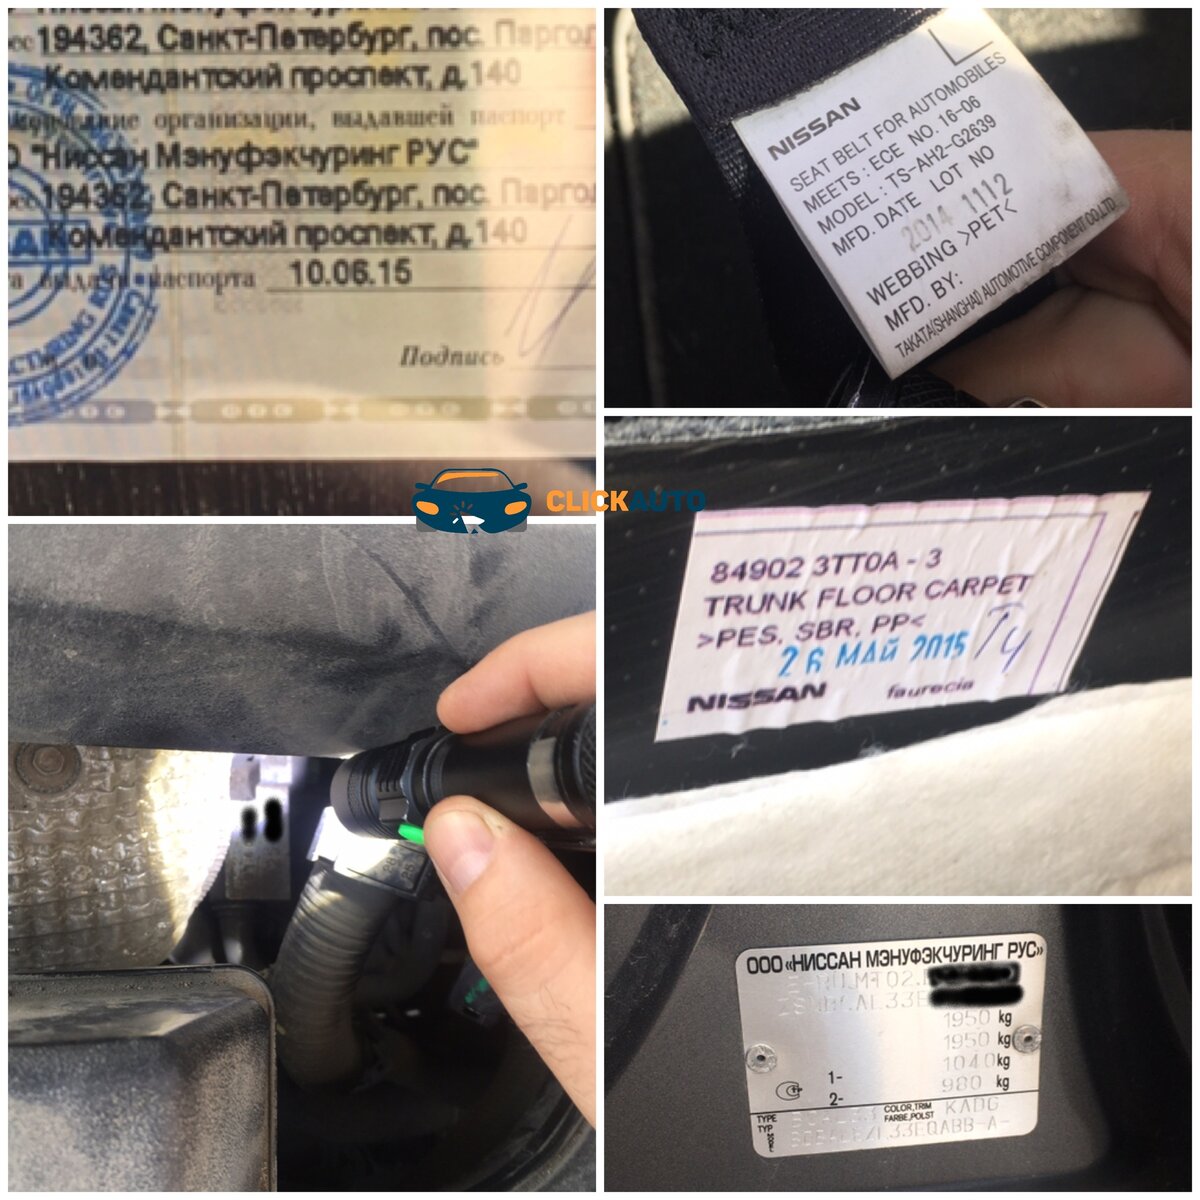 194362, Санкт-Петербург, пос. Паргол
Комендантский проспект, д.140
организации, выдавшей паспорт
"Ниссан Мэнуфэкчуринг РУС"
194362, Санкт-Петербург, пос. Паргол
Комендантский проспект, д.140
выдачи паспорта 10.06.15
Подпись
NISSAN
SEAT BELT FOR AUTOMOBILES
MEETS : ECE NO. 16-06
MODEL : TS-AH2-G2639
MFD. DATE LOT NO
2014 1112
WEBBING >PET<
MFD. BY:
TAKATA(SHANGHAI) AUTOMOTIVE COMPONENT CO.,LTD.
CLICKAUTO
84902 3TT0A - 3
TRUNK FLOOR CARPET
>PES, SBR, PP<
26 МАЙ 2015
NISSAN faurecia
ООО «НИССАН МЭНУФЭКЧУРИНГ РУС»
1950 kg
1950 kg
1040 kg
1- 980 kg
2-
TYPE COLOR,TRIM KADG
TYP FARBE,POLST